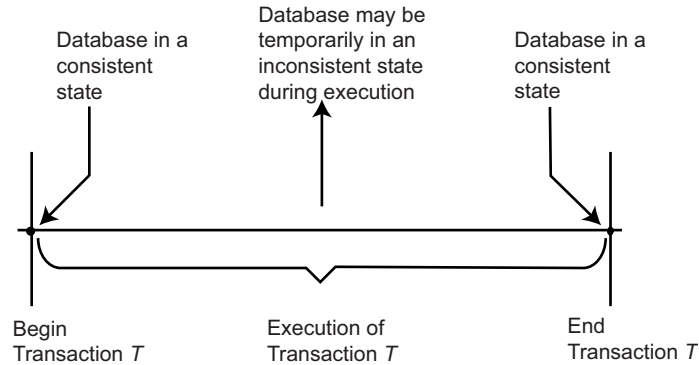 Database in a
consistent
state
Database may be
temporarily in an
inconsistent state
during execution
Database in a
consistent
state
Begin
Transaction T
Execution of
Transaction T
End
Transaction T